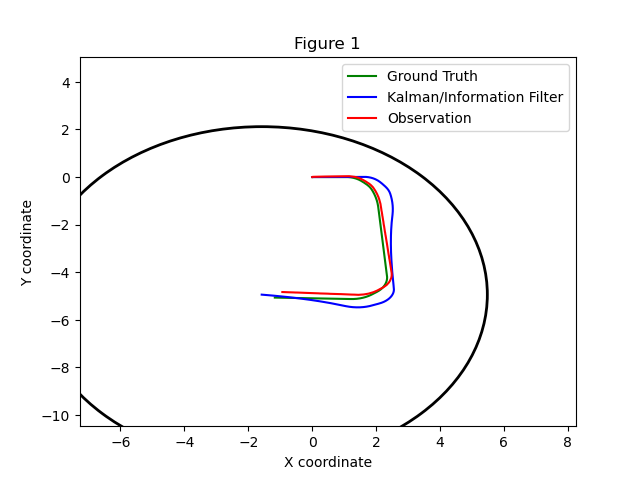 Figure 1
Ground Truth
Kalman/Information Filter
Observation
4
2
0
−2
−4
−6
−8
−10
Y coordinate
−6 −4 −2 0 2 4 6 8
X coordinate